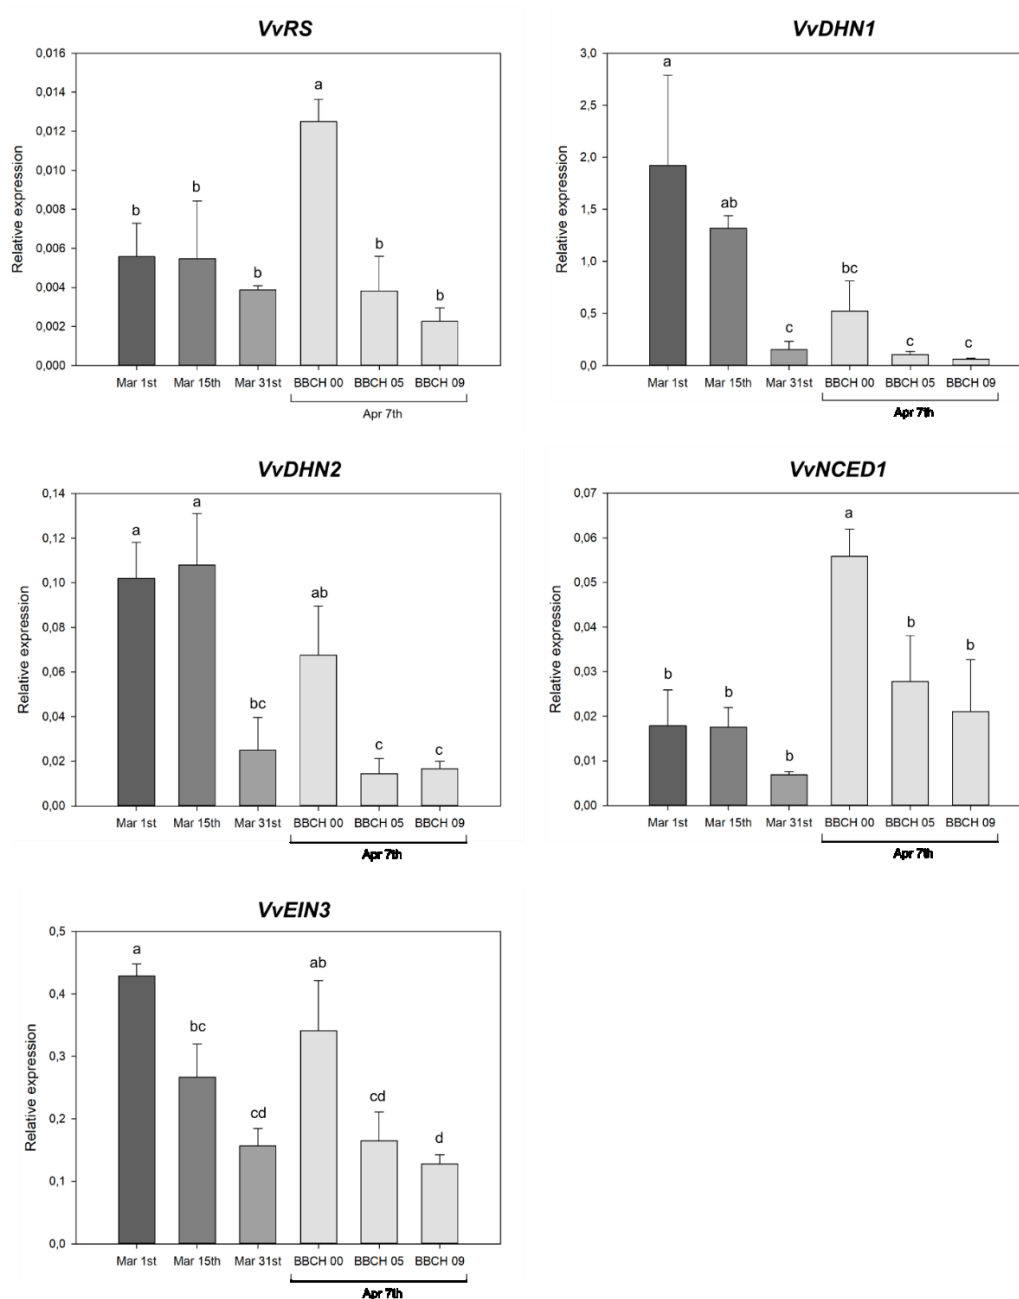 VvRS
0,016
0,014
0,012
0,010
0,008
0,006
0,004
0,002
0,000
Relative expression
b
b
b
a
b
b
Mar 1st Mar 15th Mar 31st BBCH 00 BBCH 05 BBCH 09
Apr 7th
VvDHN1
3,0
2,5
2,0
1,5
1,0
0,5
0,0
Relative expression
a
ab
c
bc
c
c
Mar 1st Mar 15th Mar 31st BBCH 00 BBCH 05 BBCH 09
Apr 7th
VvDHN2
0,14
0,12
0,10
0,08
0,06
0,04
0,02
0,00
Relative expression
a
a
bc
ab
c
c
Mar 1st Mar 15th Mar 31st BBCH 00 BBCH 05 BBCH 09
Apr 7th
VvNCED1
0,07
0,06
0,05
0,04
0,03
0,02
0,01
0,00
Relative expression
b
b
b
a
b
b
Mar 1st Mar 15th Mar 31st BBCH 00 BBCH 05 BBCH 09
Apr 7th
VvEIN3
0,5
0,4
0,3
0,2
0,1
0,0
Relative expression
a
bc
cd
ab
cd
d
Mar 1st Mar 15th Mar 31st BBCH 00 BBCH 05 BBCH 09
Apr 7th